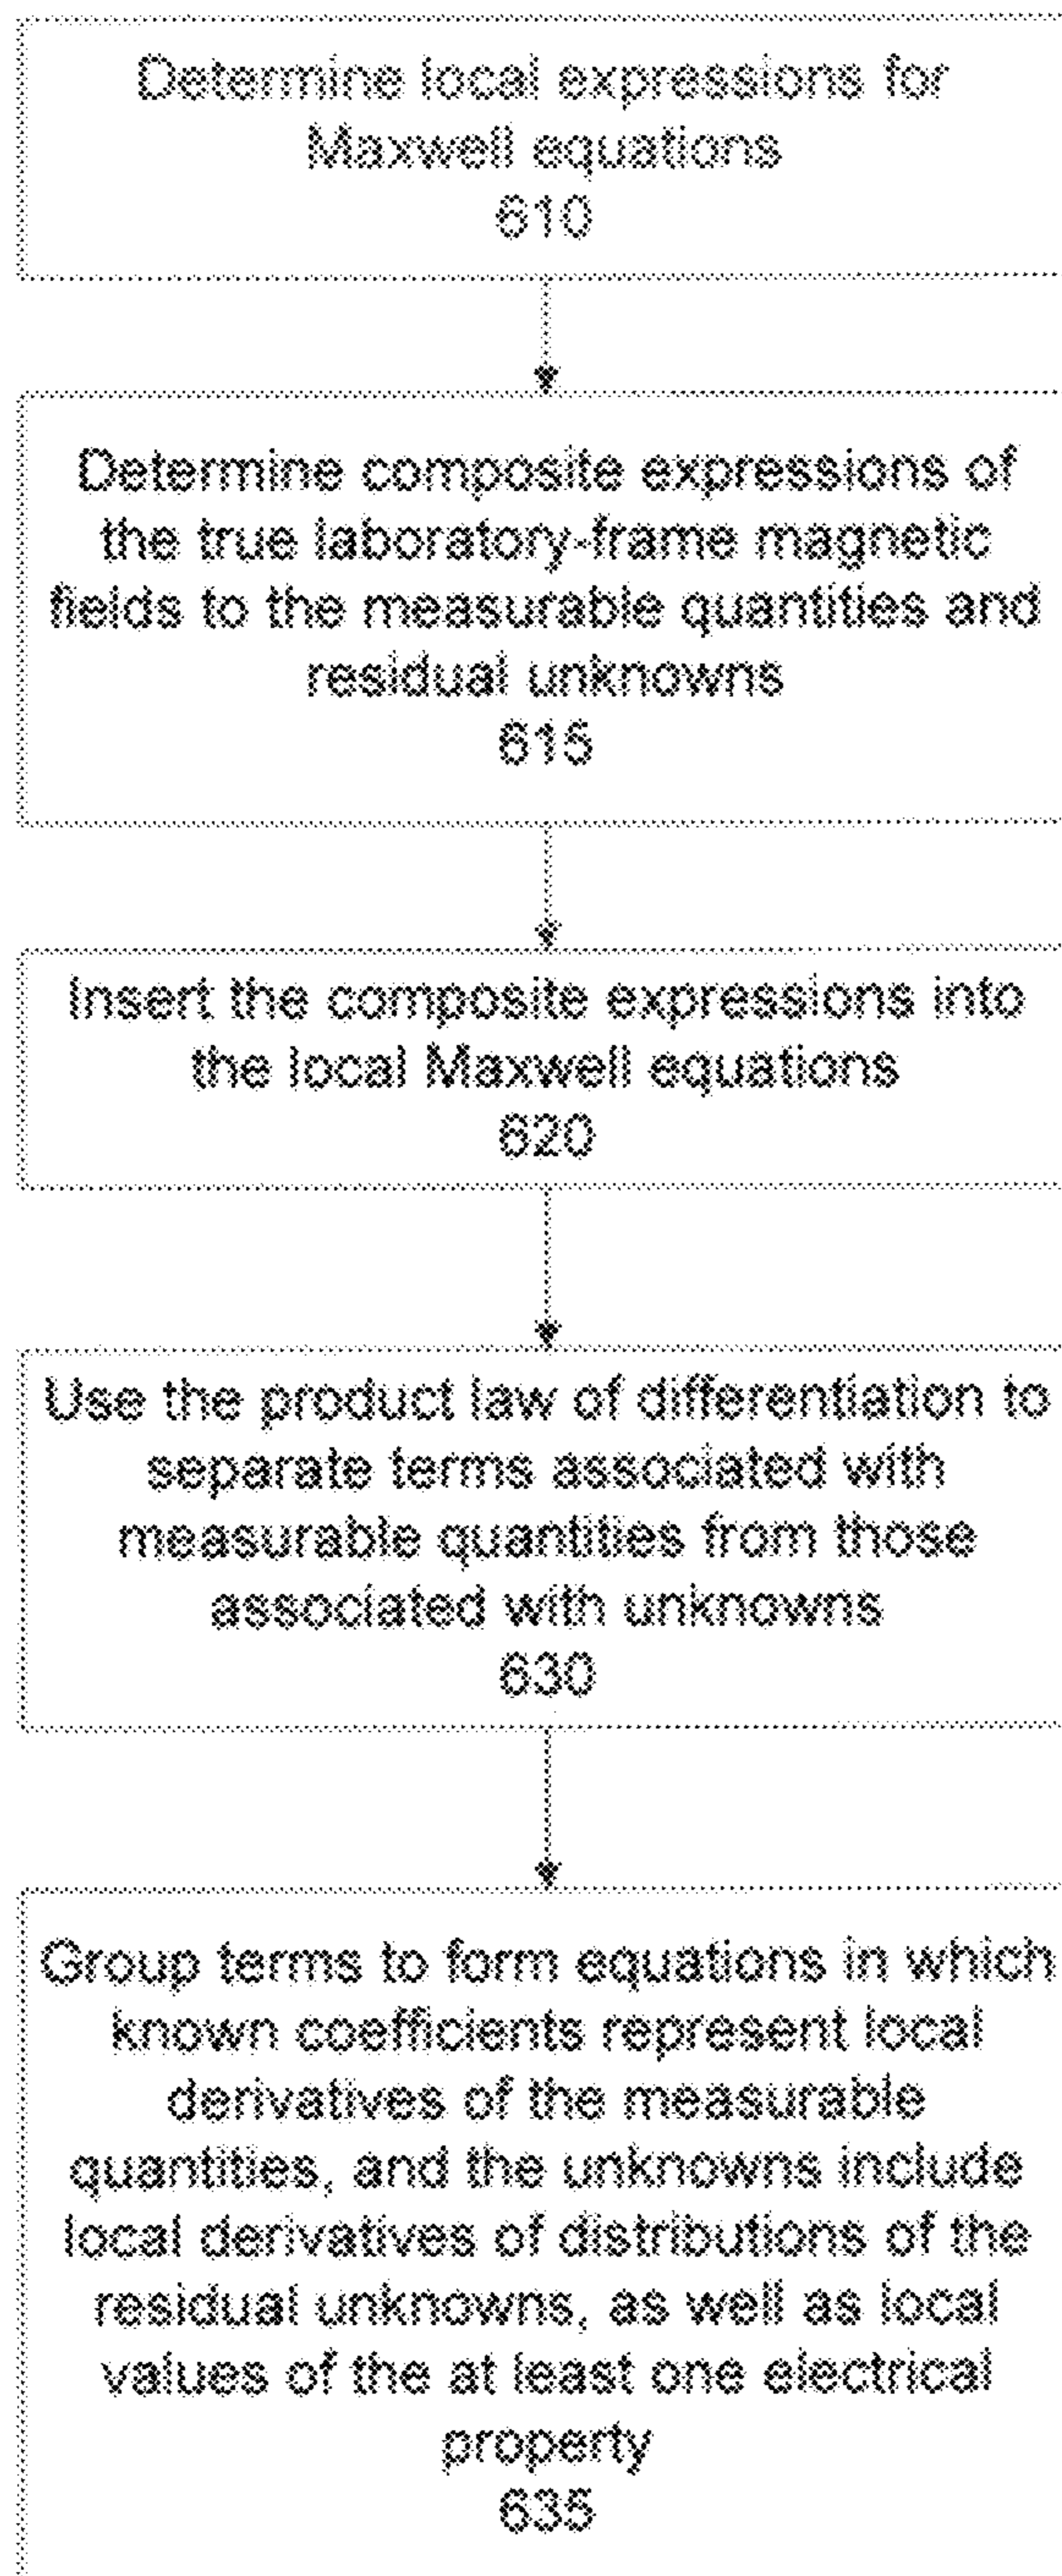 Determine local expressions for
Maxwell equations
610
Determine composite expressions of
the true laboratory-frame magnetic
fields to the measurable quantities and
residual unknowns
615
Insert the composite expressions into
the local Maxwell equations
620
Use the product law of differentiation to
separate terms associated with
measurable quantities from those
associated with unknowns
630
Group terms to form equations in which
known coefficients represent local
derivatives of the measurable
quantities, and the unknowns include
local derivatives of distributions of the
residual unknowns, as well as local
values of the at least one electrical
property
635